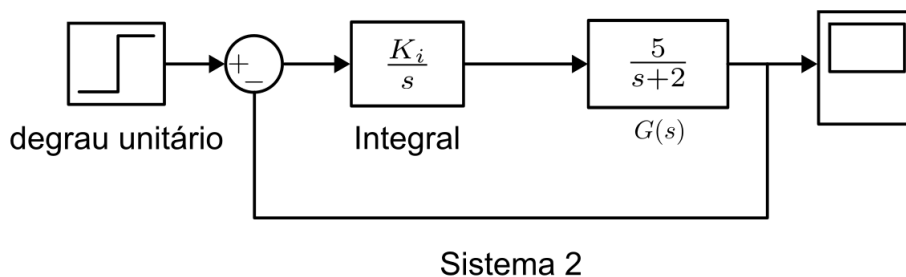 +
−
K_i
s
5
s+2
degrau unitário
Integral
G(s)
Sistema 2